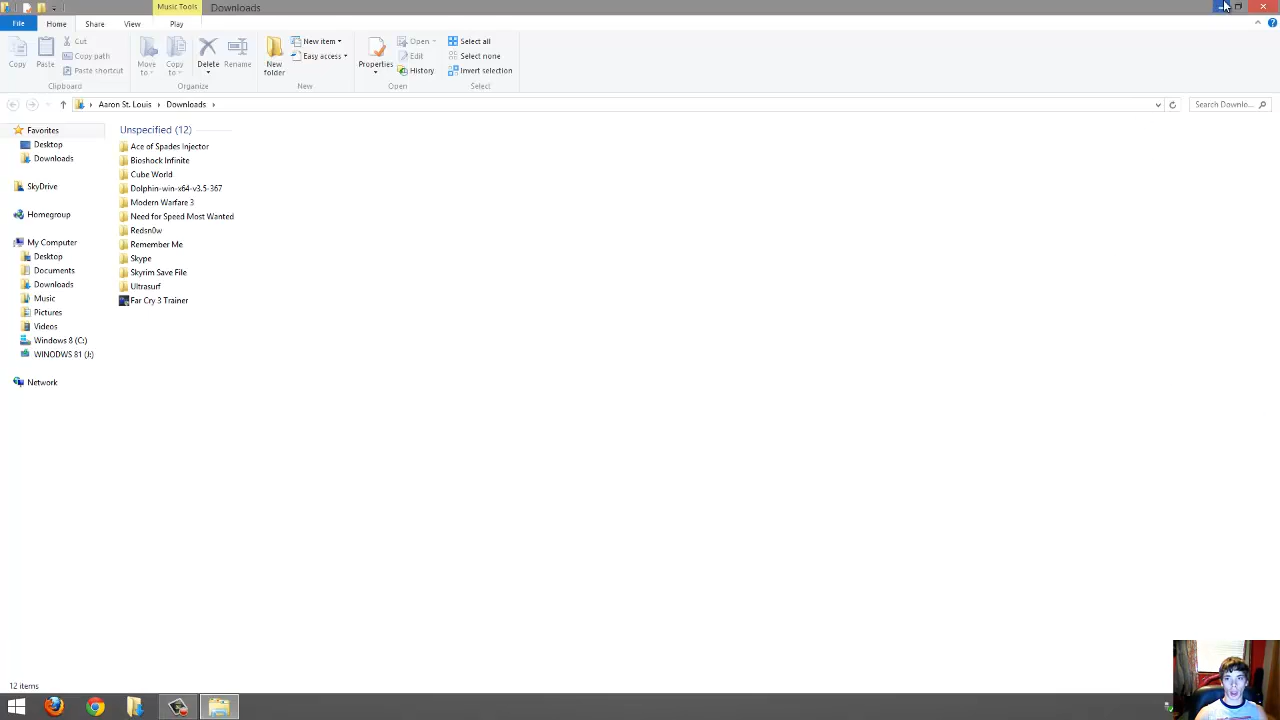 Music Tools Downloads
File Home Share View Play
Copy Paste Cut Copy path Paste shortcut
Move to Copy to Delete Rename
New folder New item Easy access
Properties Open Edit History
Select all Select none Invert selection
Clipboard Organize New Open Select
Aaron St. Louis Downloads Search Downlo...
Favorites
Desktop
Downloads
SkyDrive
Homegroup
My Computer
Desktop
Documents
Downloads
Music
Pictures
Videos
Windows 8 (C:)
WINODWS 81 (J:)
Network
Unspecified (12)
Ace of Spades Injector
Bioshock Infinite
Cube World
Dolphin-win-x64-v3.5-367
Modern Warfare 3
Need for Speed Most Wanted
Redsn0w
Remember Me
Skype
Skyrim Save File
Ultrasurf
Far Cry 3 Trainer
12 items